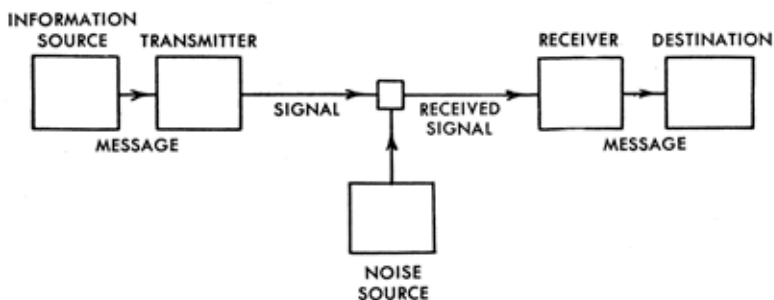 INFORMATION
SOURCE
TRANSMITTER
RECEIVER
DESTINATION
SIGNAL
RECEIVED
SIGNAL
MESSAGE
MESSAGE
NOISE
SOURCE